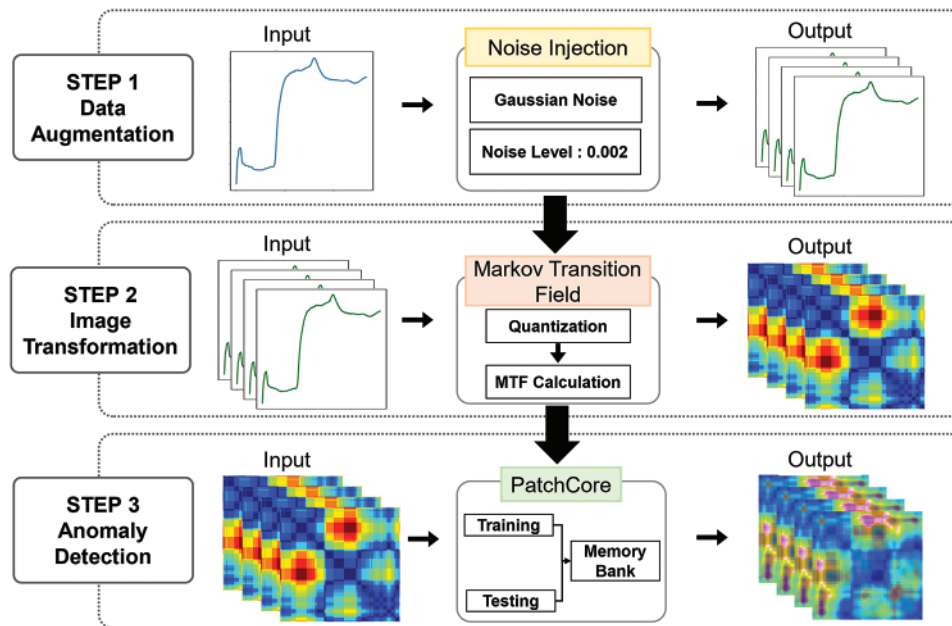 STEP 1
Data
Augmentation
Input
Noise Injection
Gaussian Noise
Noise Level : 0.002
Output
STEP 2
Image
Transformation
Input
Markov Transition
Field
Quantization
MTF Calculation
Output
STEP 3
Anomaly
Detection
Input
PatchCore
Training
Testing
Memory
Bank
Output